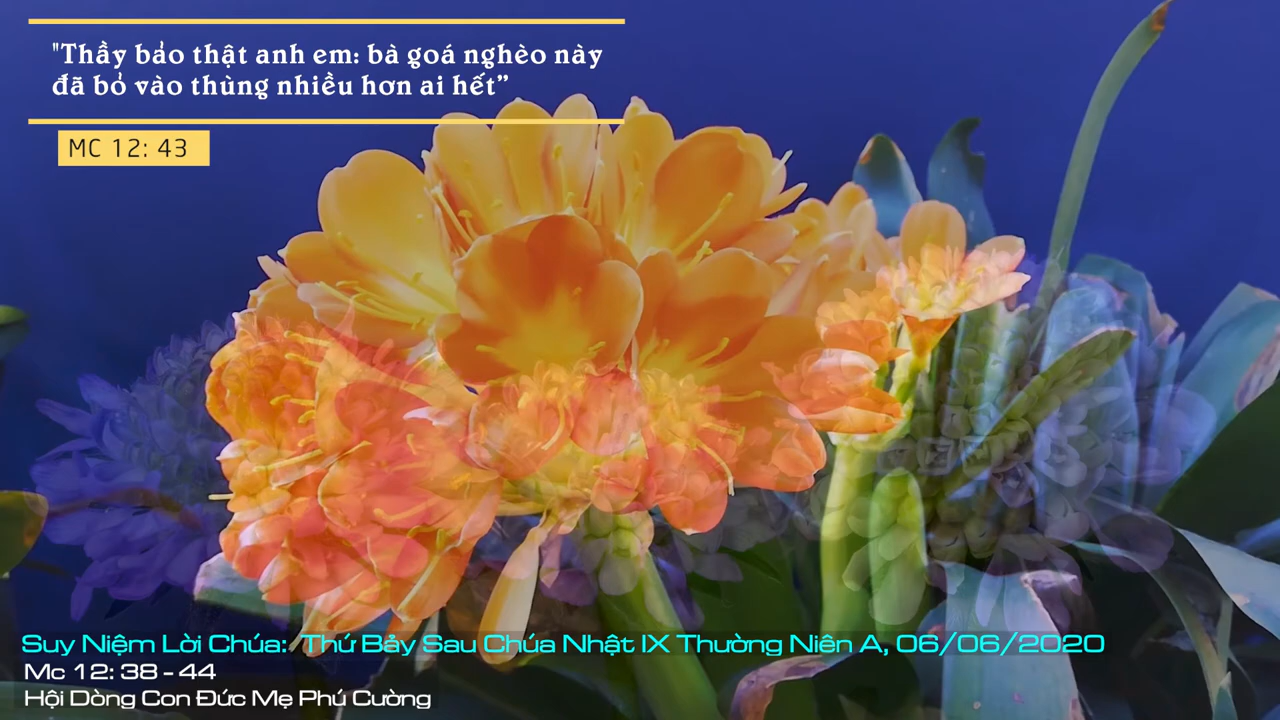 "Thầy bảo thật anh em: bà goá nghèo này
đã bỏ vào thùng nhiều hơn ai hết”
MC 12: 43
Suy Niệm Lời Chúa: Thứ Bảy Sau Chúa Nhật IX Thường Niên A, 06/06/2020
Mc 12: 38 - 44
Hội Dòng Con Đức Mẹ Phú Cường